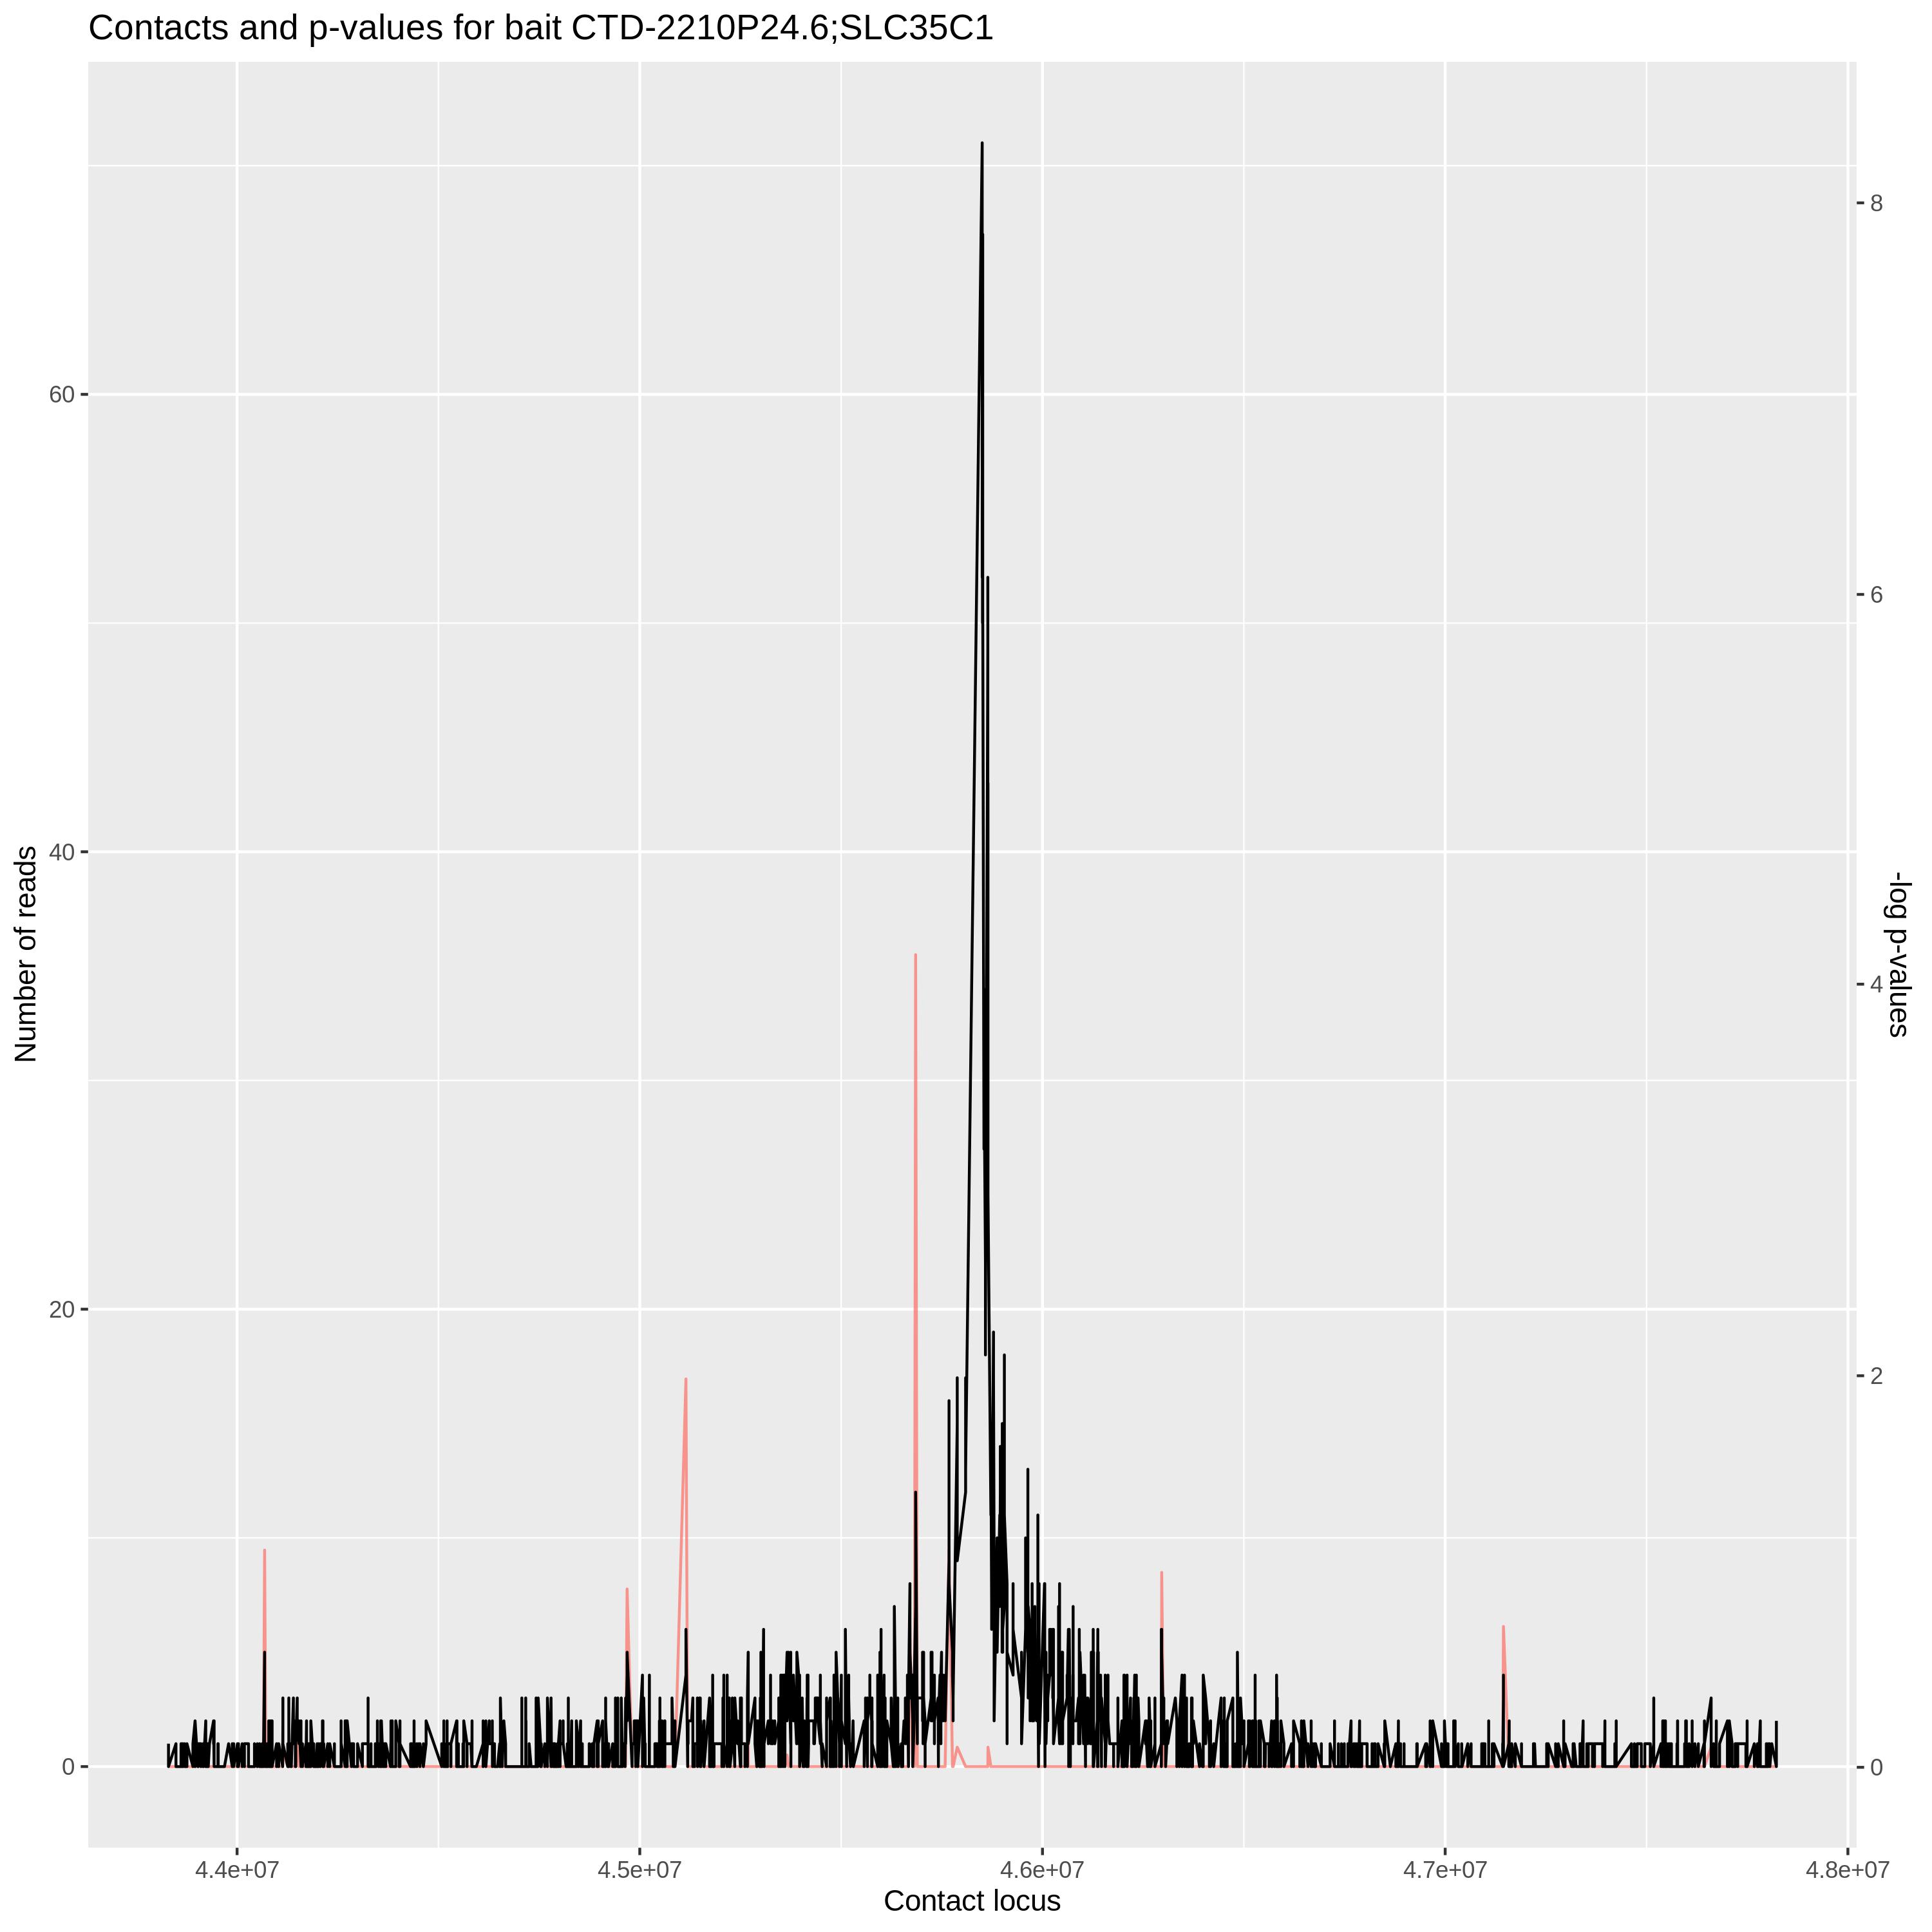 Contacts and p-values for bait CTD-2210P24.6;SLC35C1
60
40
20
0
Number of reads
8
6
4
2
0
-log p-values
4.4e+07 4.5e+07 4.6e+07 4.7e+07 4.8e+07
Contact locus